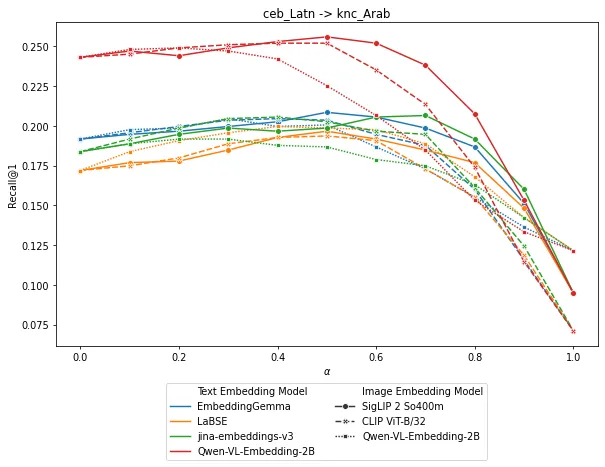 ceb_Latn -> knc_Arab
Recall@1
0.250
0.225
0.200
0.175
0.150
0.125
0.100
0.075
0.0 0.2 0.4 0.6 0.8 1.0
α
Text Embedding Model Image Embedding Model
EmbeddingGemma SigLIP 2 So400m
LaBSE CLIP ViT-B/32
jina-embeddings-v3 Qwen-VL-Embedding-2B
Qwen-VL-Embedding-2B